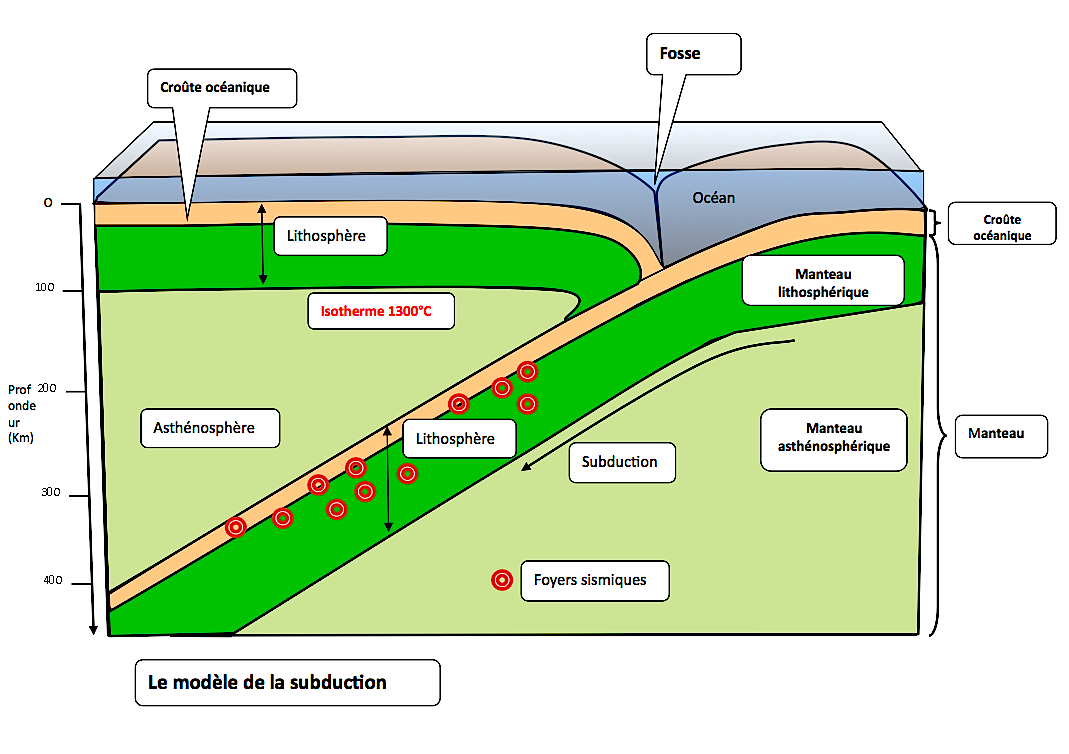 Fosse
Croûte océanique
Océan
0
Croûte
océanique
Lithosphère
Manteau
lithosphérique
100
Isotherme 1300°C
Prof
onde
ur
(Km)
200
Asthénosphère
Lithosphère
Manteau
asthénosphérique
Manteau
Subduction
300
400
Foyers sismiques
Le modèle de la subduction